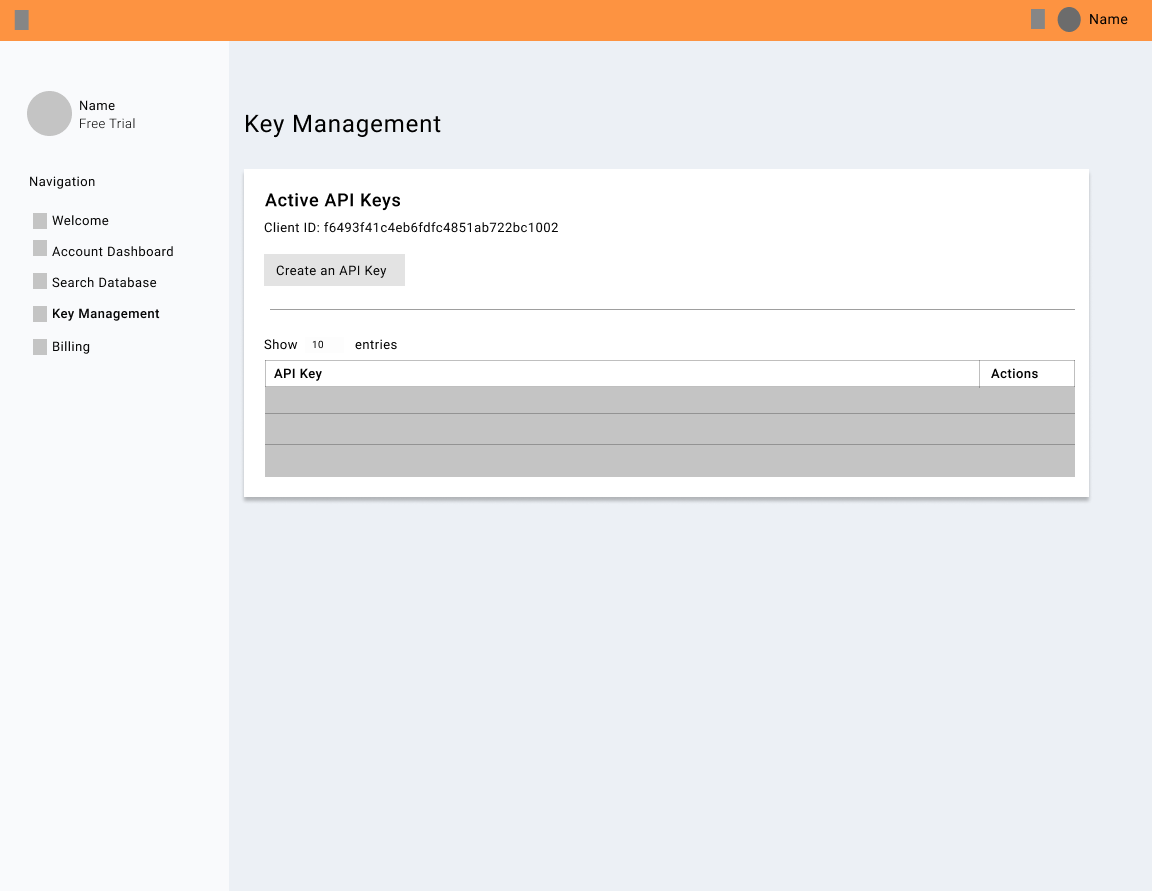 Name
Name
Free Trial
Key Management
Navigation
Active API Keys
Welcome
Client ID: f6493f41c4eb6fdfc4851ab722bc1002
Account Dashboard
Create an API Key
Search Database
Key Management
Billing
Show 10 entries
API Key Actions